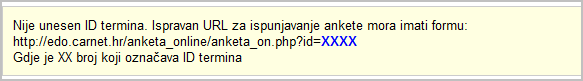 Nije unesen ID termina. Ispravan URL za ispunjavanje ankete mora imati formu:
http://edo.carnet.hr/anketa_online/anketa_on.php?id=XXXX
Gdje je XX broj koji označava ID termina